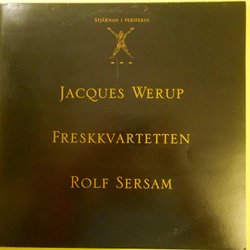 STJÄRNAN I PERIFERIN
JACQUES WERUP
FRESKKVARTETTEN
ROLF SERSAM